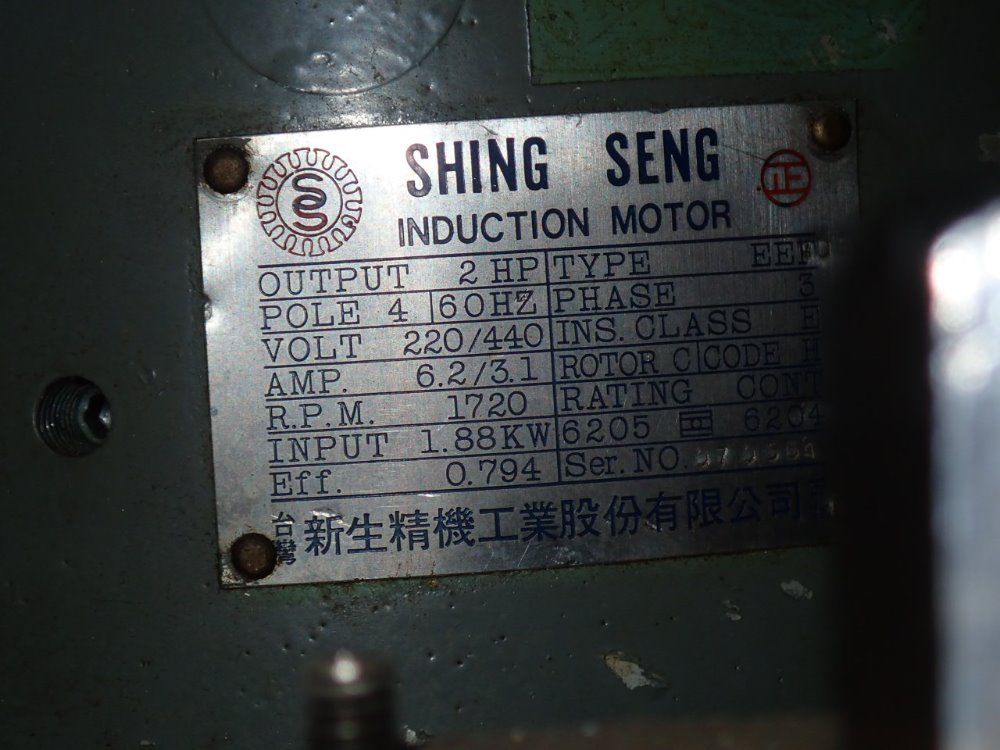 SHING SENG
INDUCTION MOTOR
OUTPUT 2 HP TYPE
POLE 4 60HZ PHASE 3
VOLT 220/440 INS. CLASS E
AMP. 6.2/3.1 ROTOR C CODE H
R.P.M. 1720 RATING CONT
INPUT 1.88KW 6205 6204
Eff. 0.794 Ser. NO.
台灣 新生精機工業股份有限公司